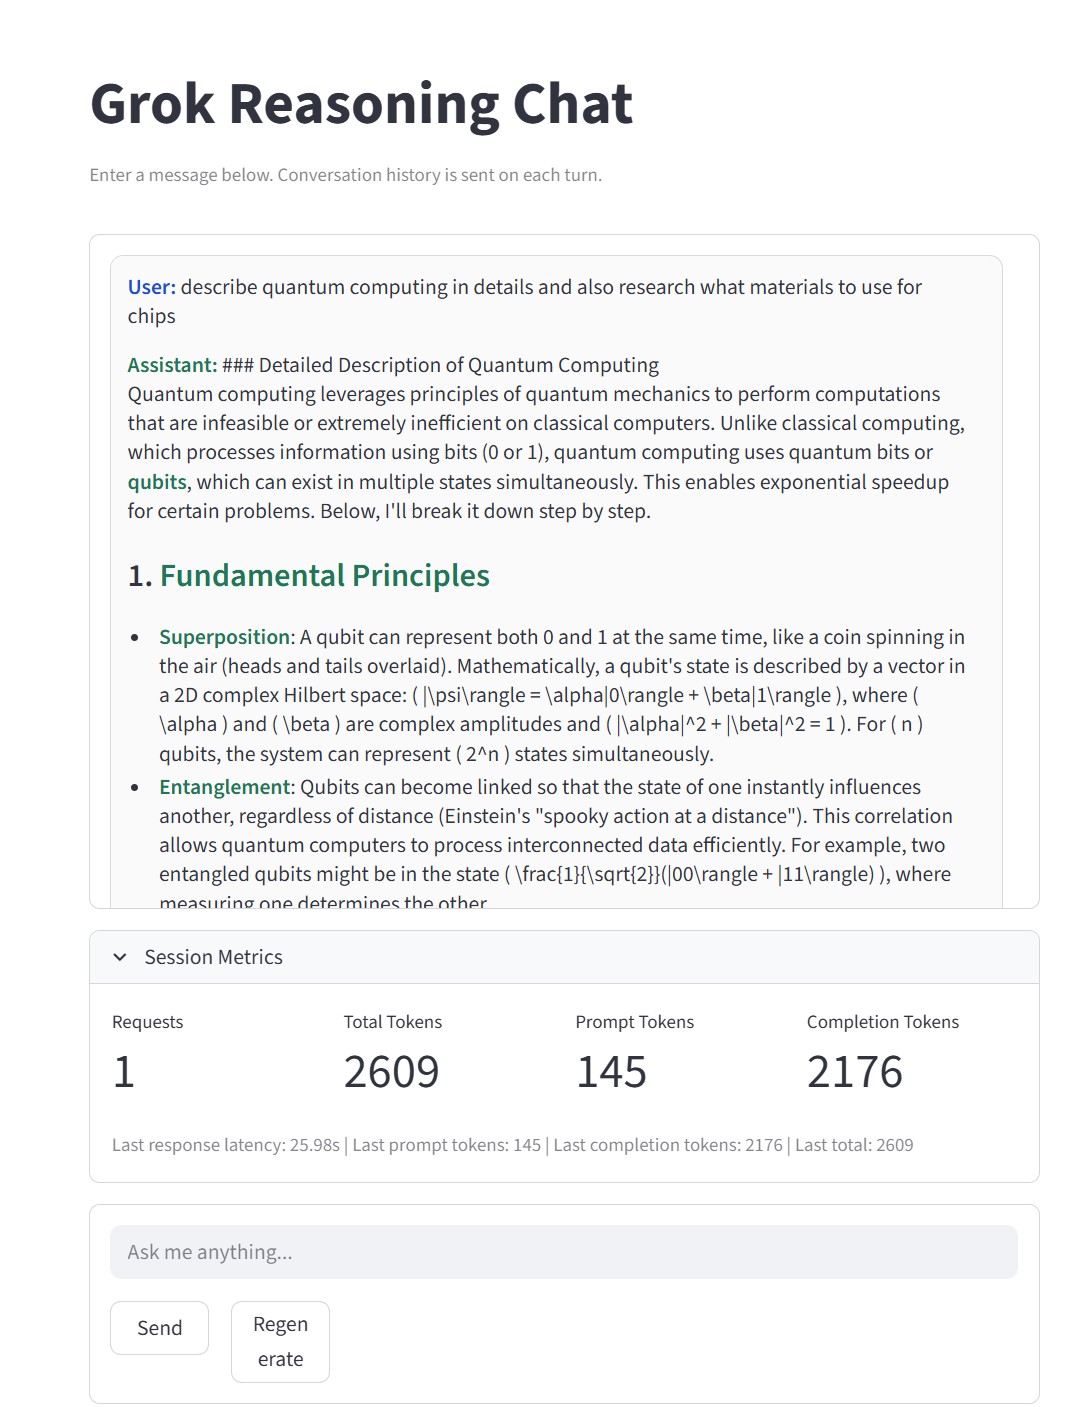 Grok Reasoning Chat
Enter a message below. Conversation history is sent on each turn.
User: describe quantum computing in details and also research what materials to use for
chips
Assistant: ### Detailed Description of Quantum Computing
Quantum computing leverages principles of quantum mechanics to perform computations
that are infeasible or extremely inefficient on classical computers. Unlike classical computing,
which processes information using bits (0 or 1), quantum computing uses quantum bits or
qubits, which can exist in multiple states simultaneously. This enables exponential speedup
for certain problems. Below, I'll break it down step by step.
1. Fundamental Principles
• Superposition: A qubit can represent both 0 and 1 at the same time, like a coin spinning in
the air (heads and tails overlaid). Mathematically, a qubit's state is described by a vector in
a 2D complex Hilbert space: ( |\psi\rangle = \alpha|0\rangle + \beta|1\rangle ), where (
\alpha ) and ( \beta ) are complex amplitudes and ( |\alpha|^2 + |\beta|^2 = 1 ). For ( n )
qubits, the system can represent ( 2^n ) states simultaneously.
• Entanglement: Qubits can become linked so that the state of one instantly influences
another, regardless of distance (Einstein's "spooky action at a distance"). This correlation
allows quantum computers to process interconnected data efficiently. For example, two
entangled qubits might be in the state ( \frac{1}{\sqrt{2}}(|00\rangle + |11\rangle) ), where
measuring one determines the other
Session Metrics
Requests
Total Tokens
Prompt Tokens
Completion Tokens
1
2609
145
2176
Last response latency: 25.98s | Last prompt tokens: 145 | Last completion tokens: 2176 | Last total: 2609
Ask me anything...
Send
Regen
erate